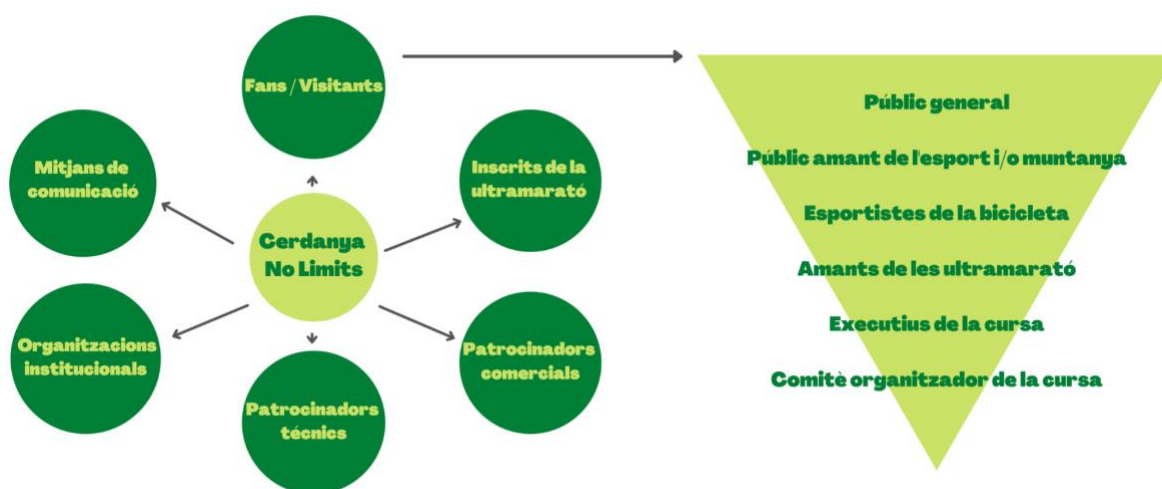 Fans / Visitants
Mitjans de
comunicació
Inscrits de la
ultramarató
Cerdanya
No Limits
Organitzacions
institucionals
Patrocinadors
comercials
Patrocinadors
técnics
Públic general
Públic amant de l'esport i/o muntanya
Esportistes de la bicicleta
Amants de les ultramarató
Executius de la cursa
Comitè organitzador de la cursa